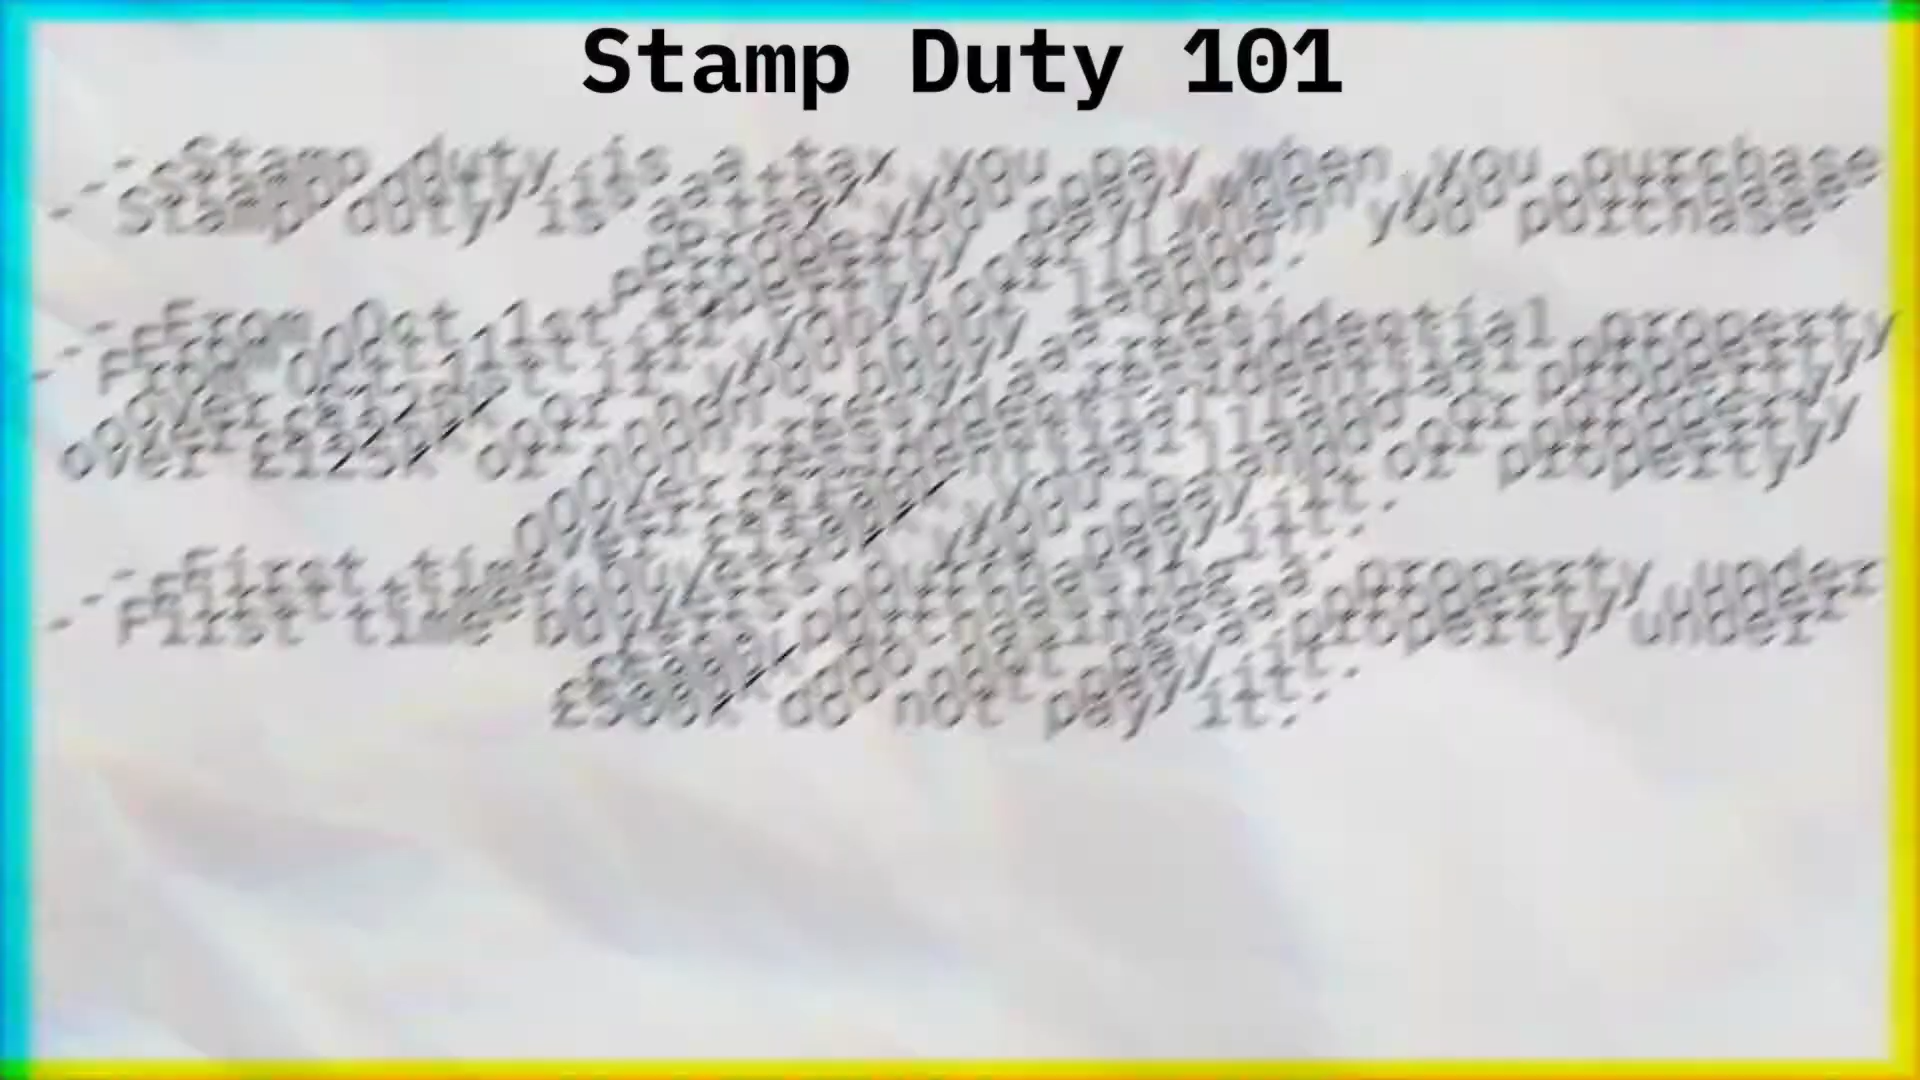 Stamp Duty 101
- Stamp duty is a tax you pay when you purchase
property or land.
- From Oct 1st if you buy a residential property
over £125k or non residential land or property
over £150k, you pay it.
- First time buyers purchasing a property under
£500k do not pay it.